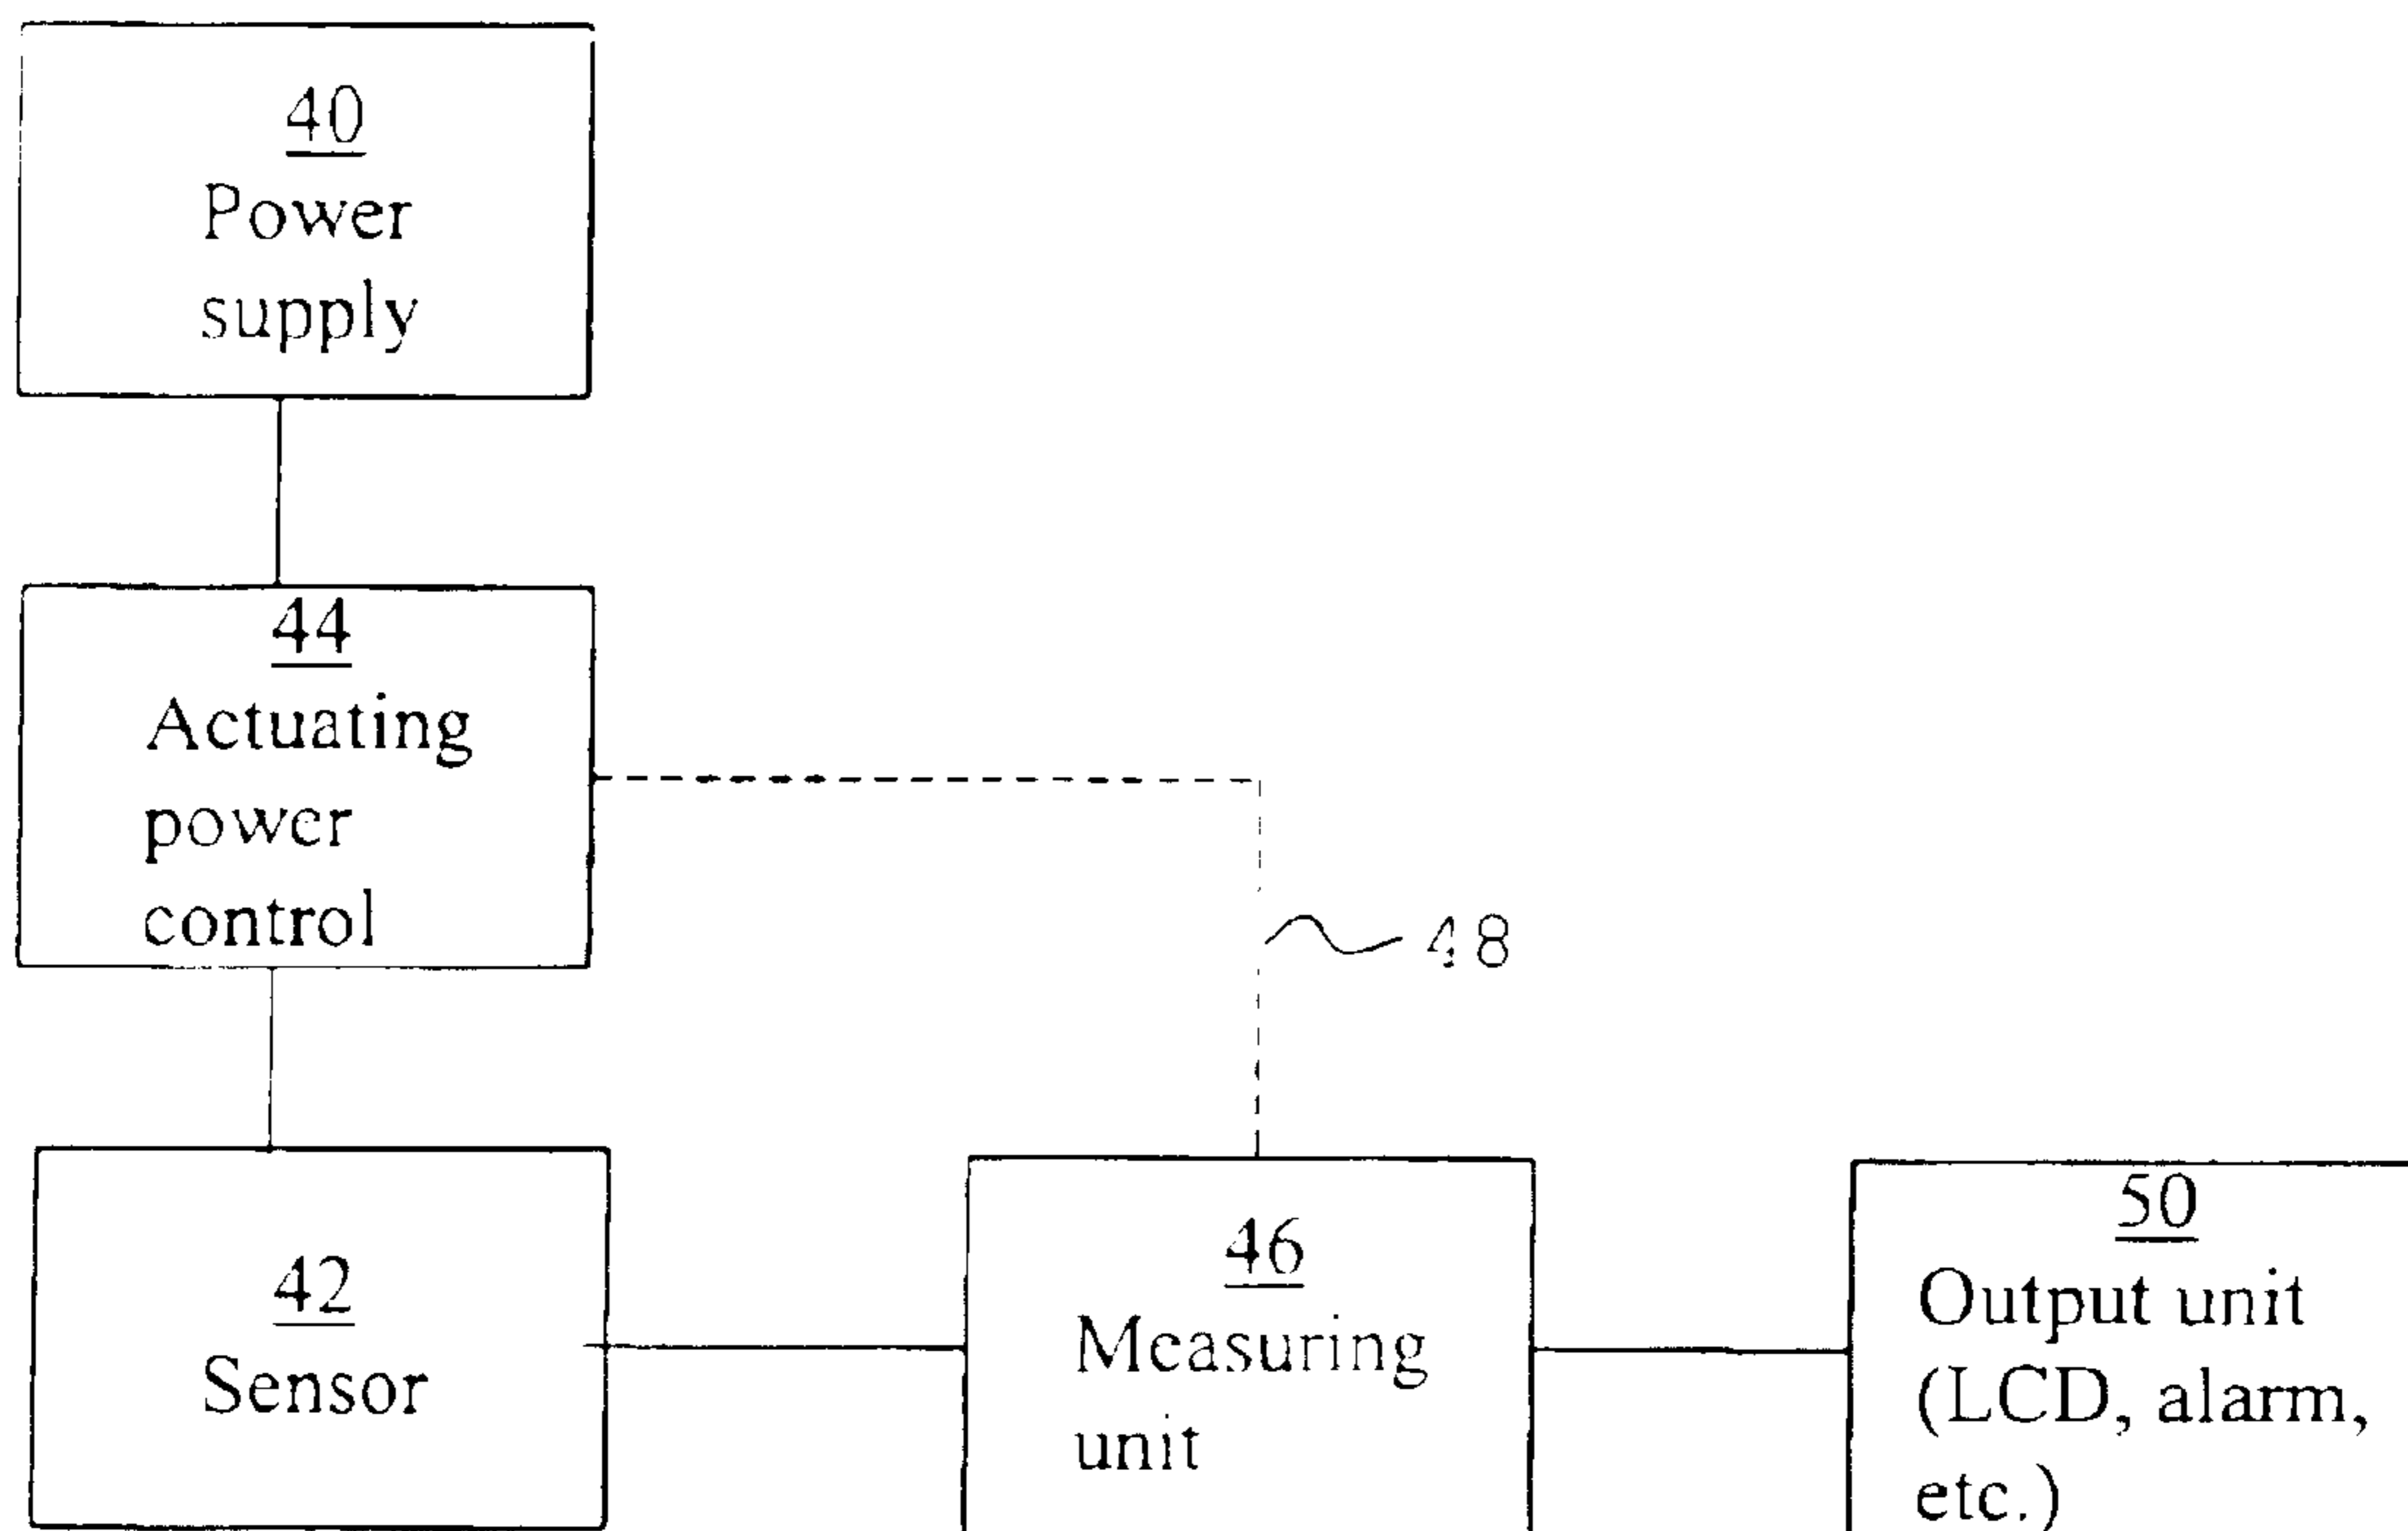 40
Power
supply
44
Actuating
power
control
48
42
Sensor
46
Measuring
unit
50
Output unit
(LCD, alarm,
etc.)